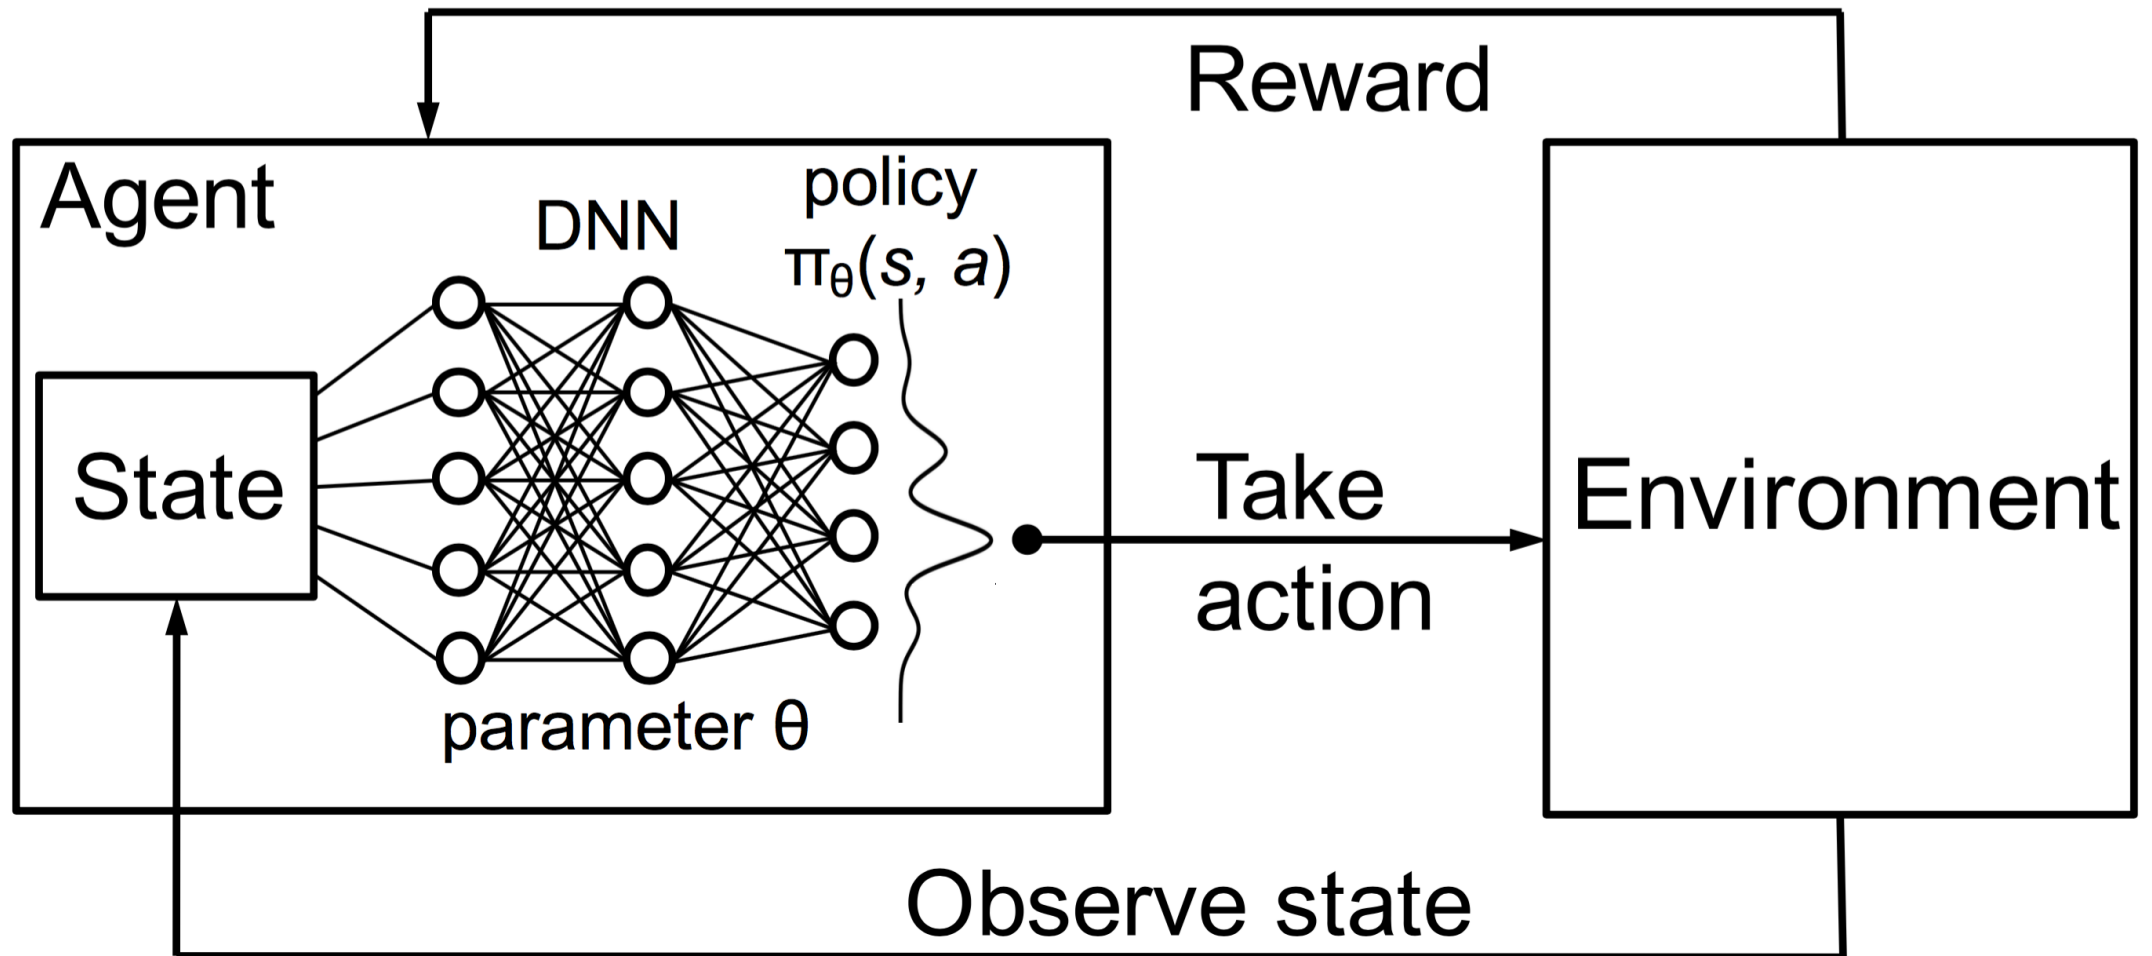 Reward
Agent
policy
DNN
πθ(s, a)
State
Take
action
Environment
parameter θ
Observe state